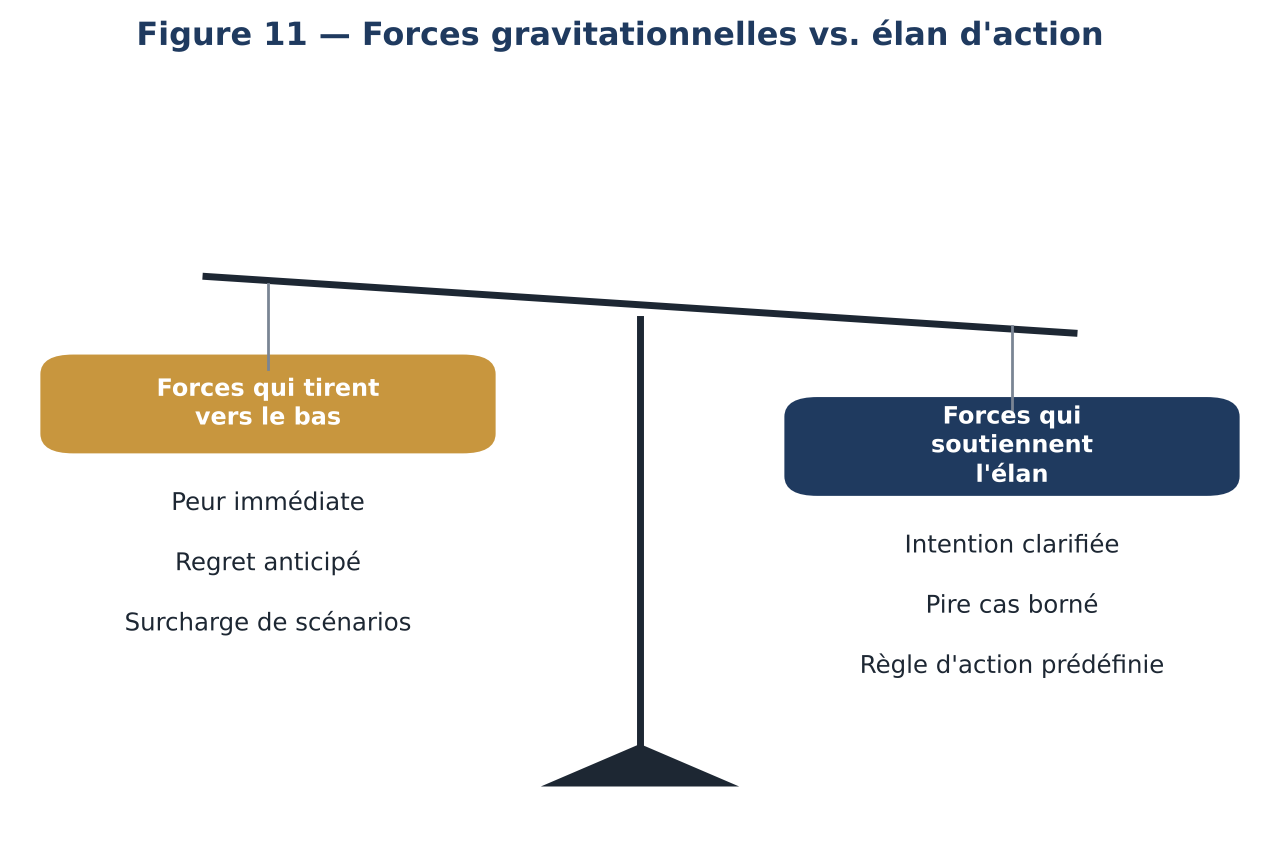 Figure 11 — Forces gravitationnelles vs. élan d'action
Forces qui tirent
vers le bas
Peur immédiate
Regret anticipé
Surcharge de scénarios
Forces qui
soutiennent
l'élan
Intention clarifiée
Pire cas borné
Règle d'action prédéfinie